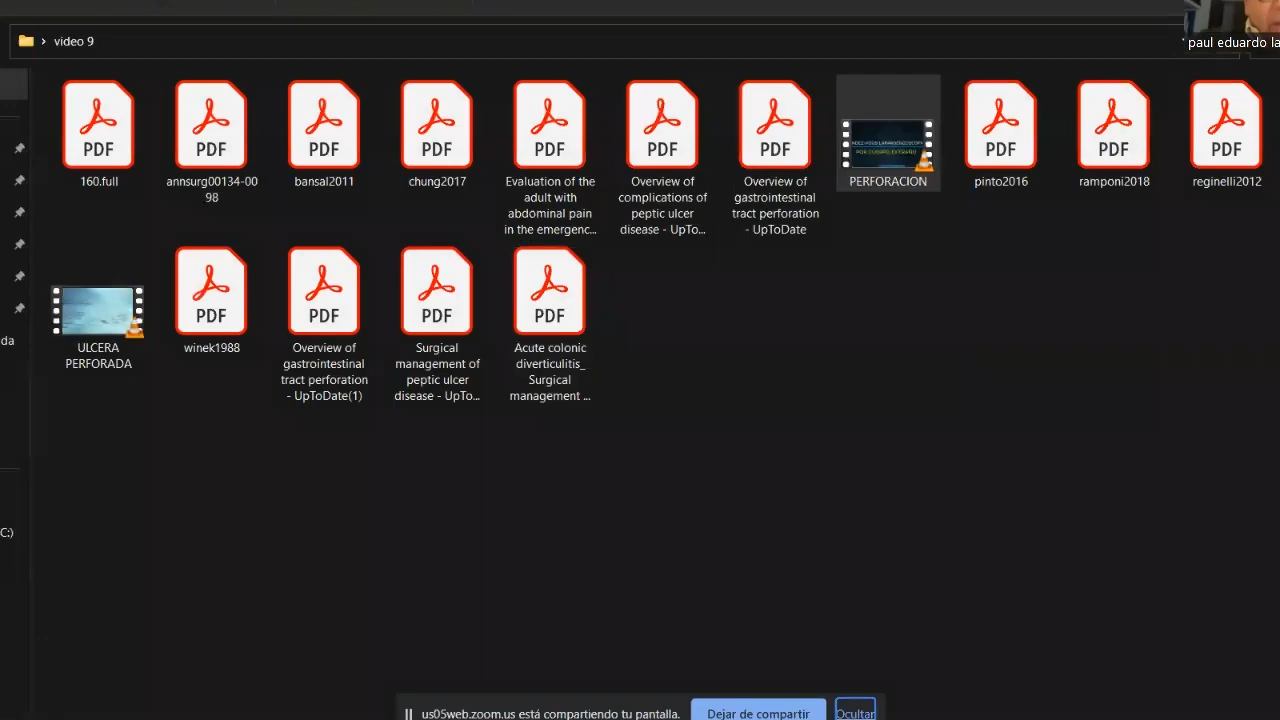 video 9
paul eduardo la
PDF
PDF
PDF
PDF
PDF
PDF
PDF
PDF
PDF
PDF
160.full
annsurg00134-00
98
bansal2011
chung2017
Evaluation of the
adult with
abdominal pain
in the emergenc...
Overview of
complications of
peptic ulcer
disease - UpTo...
Overview of
gastrointestinal
tract perforation
- UpToDate
POR CUERPO EXTRAÑO
PERFORACION
pinto2016
ramponi2018
reginelli2012
da
ULCERA
PERFORADA
PDF
PDF
PDF
PDF
winek1988
Overview of
gastrointestinal
tract perforation
- UpToDate(1)
Surgical
management of
peptic ulcer
disease - UpTo...
Acute colonic
diverticulitis_
Surgical
management ...
C:)
us05web.zoom.us está compartiendo tu pantalla.
Dejar de compartir
Ocultar